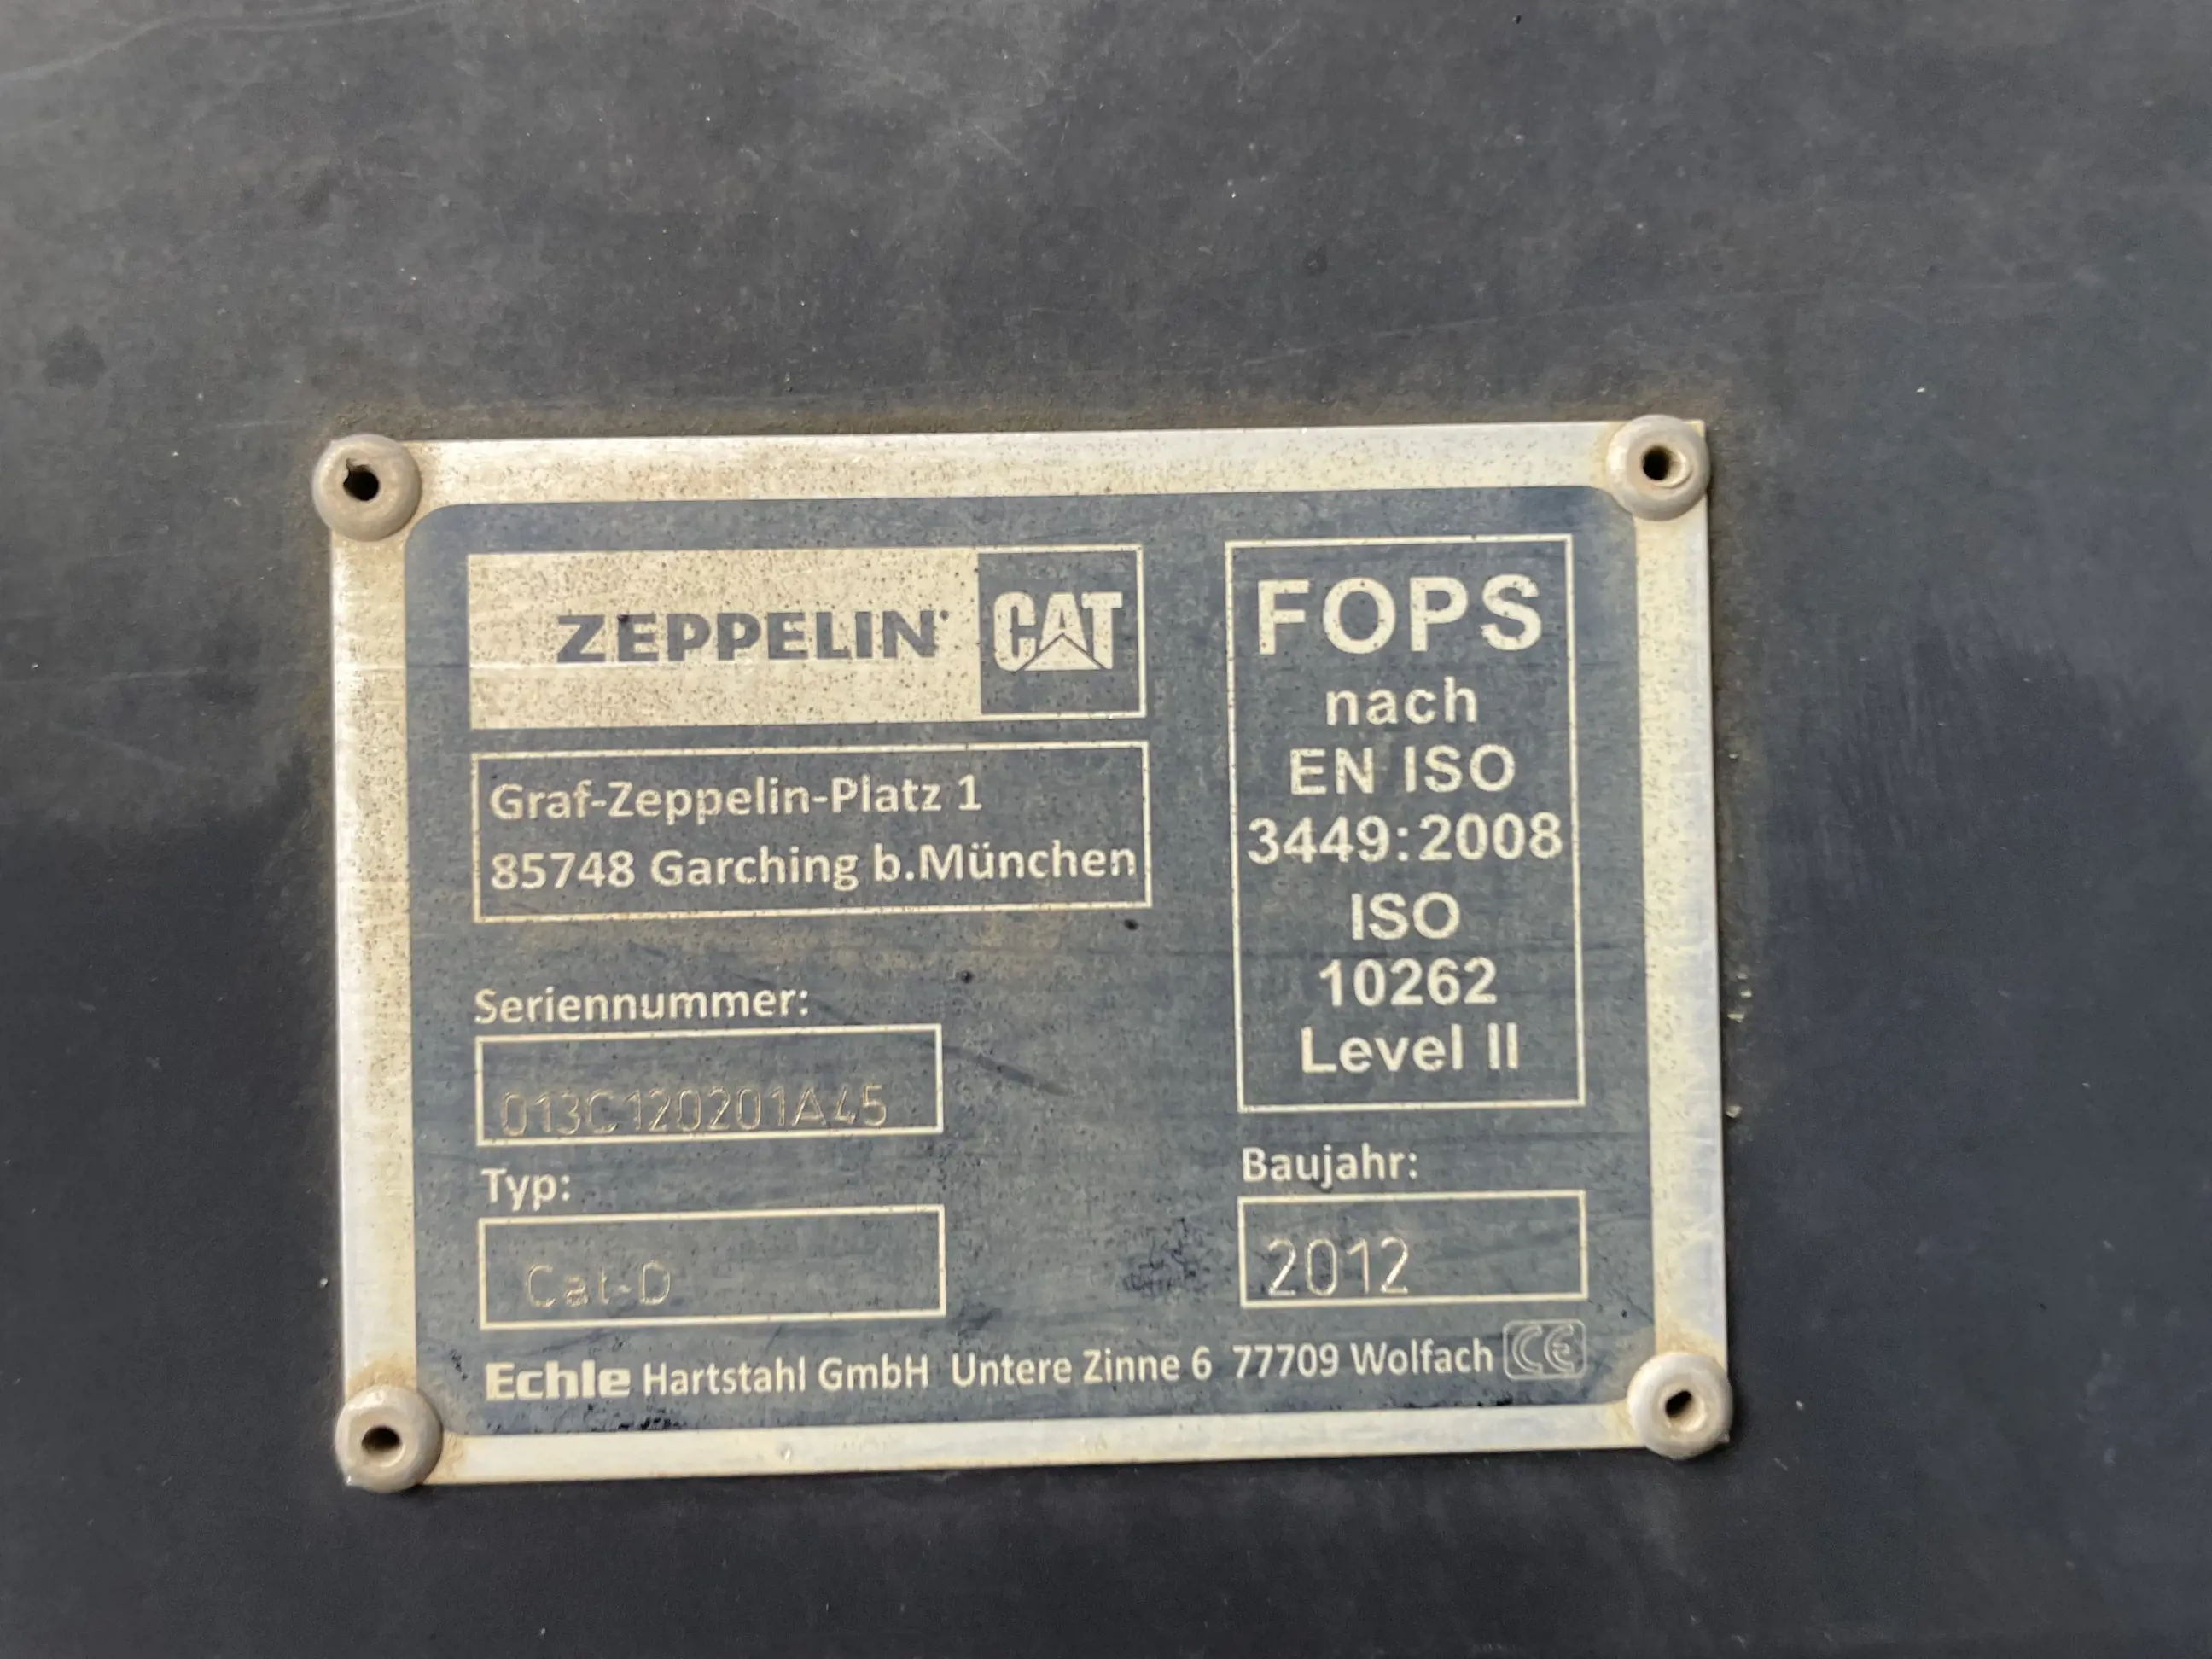 ZEPPELIN CAT
Graf-Zeppelin-Platz 1
85748 Garching b.München
FOPS
nach
EN ISO
3449:2008
ISO
10262
Level II
Seriennummer:
013C120201A45
Typ:
Cat-D
Baujahr:
2012
Echle Hartstahl GmbH Untere Zinne 6 77709 Wolfach CE